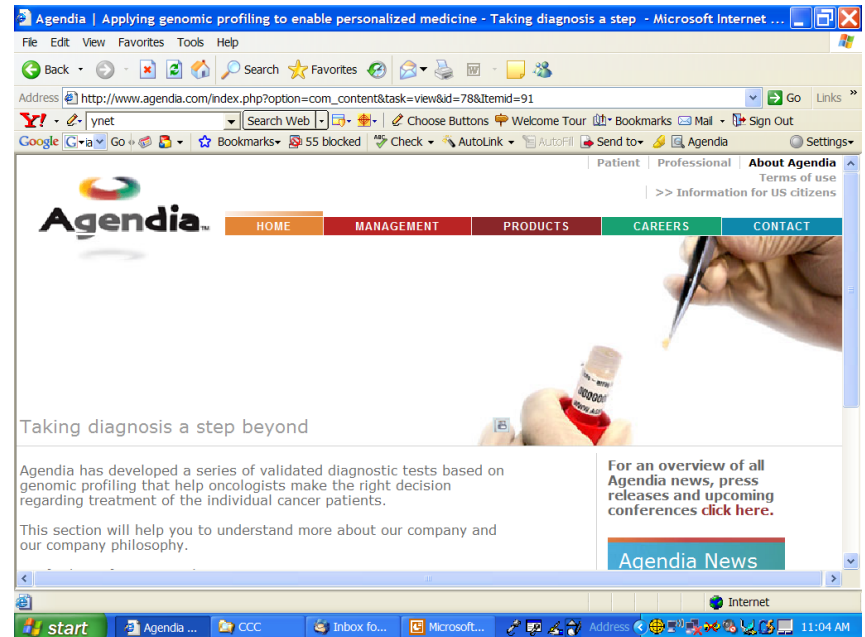 Agendia | Applying genomic profiling to enable personalized medicine - Taking diagnosis a step - Microsoft Internet ...
File Edit View Favorites Tools Help
Back Search Favorites
Address http://www.agendia.com/index.php?option=com_content&task=view&id=78&Itemid=91 Go Links »
Y! ynet Search Web Choose Buttons Welcome Tour Bookmarks Mail Sign Out
Google Go Bookmarks 55 blocked Check AutoLink AutoFill Send to Agendia Settings
Patient Professional About Agendia
Terms of use
>> Information for US citizens
Agendia
HOME MANAGEMENT PRODUCTS CAREERS CONTACT
Taking diagnosis a step beyond
Agendia has developed a series of validated diagnostic tests based on
genomic profiling that help oncologists make the right decision
regarding treatment of the individual cancer patients.
This section will help you to understand more about our company and
our company philosophy.
For an overview of all
Agendia news, press
releases and upcoming
conferences click here.
Agendia News
Internet
start Agendia ... CCC Inbox fo... Microsoft... Address 11:04 AM